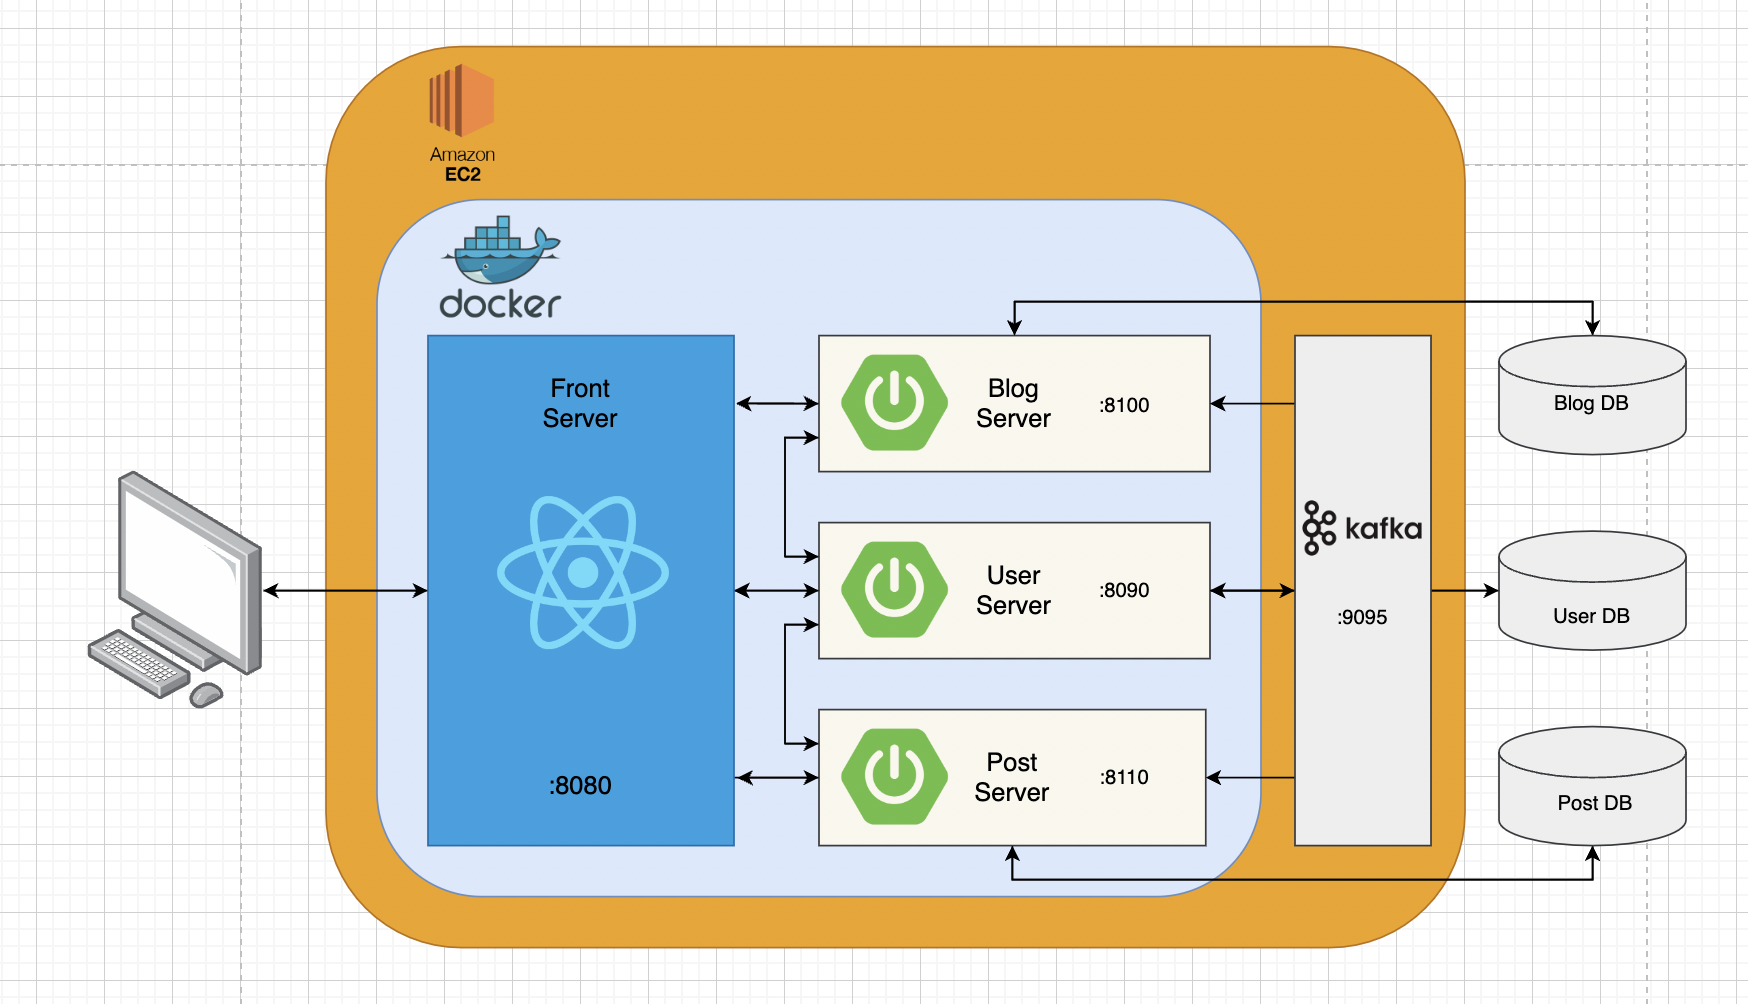 Amazon
EC2
docker
Front
Server
:8080
Blog
Server
:8100
User
Server
:8090
Post
Server
:8110
kafka
:9095
Blog DB
User DB
Post DB